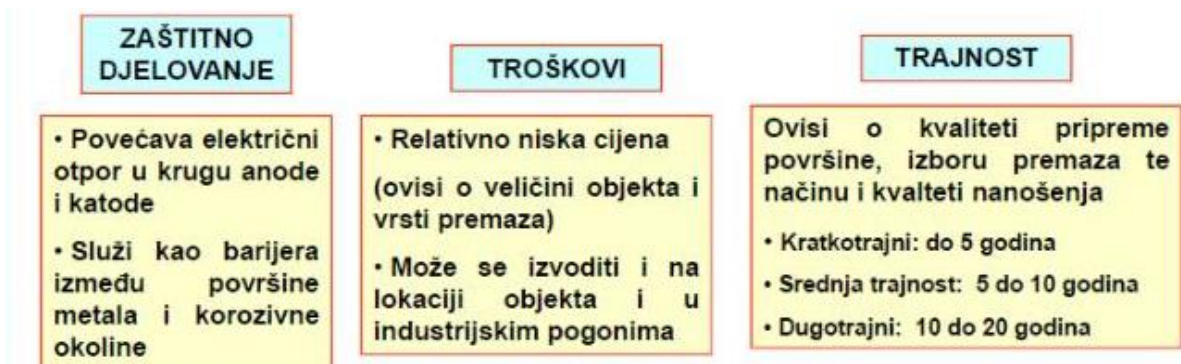 ZAŠTITNO
DJELOVANJE
• Povećava električni
otpor u krugu anode
i katode
• Služi kao barijera
između površine
metala i korozivne
okoline
TROŠKOVI
• Relativno niska cijena
(ovisi o veličini objekta i
vrsti premaza)
• Može se izvoditi i na
lokaciji objekta i u
industrijskim pogonima
TRAJNOST
Ovisi o kvaliteti pripreme
površine, izboru premaza te
načinu i kvalteti nanošenja
• Kratkotrajni: do 5 godina
• Srednja trajnost: 5 do 10 godina
• Dugotrajni: 10 do 20 godina